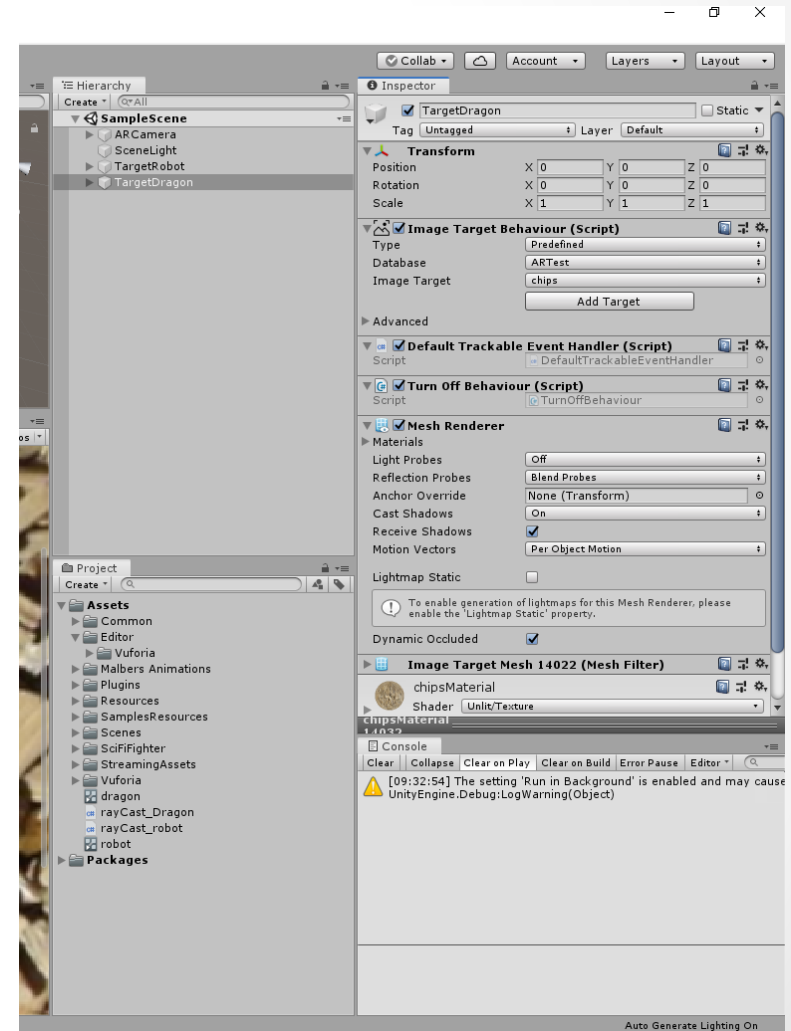 Collab Account Layers Layout
Hierarchy
Create All
SampleScene
ARCamera
SceneLight
TargetRobot
TargetDragon
Inspector
TargetDragon Static
Tag Untagged Layer Default
Transform
Position X 0 Y 0 Z 0
Rotation X 0 Y 0 Z 0
Scale X 1 Y 1 Z 1
Image Target Behaviour (Script)
Type Predefined
Database ARTest
Image Target chips
Add Target
Advanced
Default Trackable Event Handler (Script)
Script DefaultTrackableEventHandler
Turn Off Behaviour (Script)
Script TurnOffBehaviour
Mesh Renderer
Materials
Light Probes Off
Reflection Probes Blend Probes
Anchor Override None (Transform)
Cast Shadows On
Receive Shadows
Motion Vectors Per Object Motion
Lightmap Static
To enable generation of lightmaps for this Mesh Renderer, please
enable the 'Lightmap Static' property.
Dynamic Occluded
Image Target Mesh 14022 (Mesh Filter)
chipsMaterial
Shader Unlit/Texture
chipsMaterial
14032
os
Project
Create
Assets
Common
Editor
Vuforia
Malbers Animations
Plugins
Resources
SamplesResources
Scenes
SciFiFighter
StreamingAssets
Vuforia
dragon
rayCast_Dragon
rayCast_robot
robot
Packages
Console
Clear Collapse Clear on Play Clear on Build Error Pause Editor
[09:32:54] The setting 'Run in Background' is enabled and may cause
UnityEngine.Debug:LogWarning(Object)
Auto Generate Lighting On